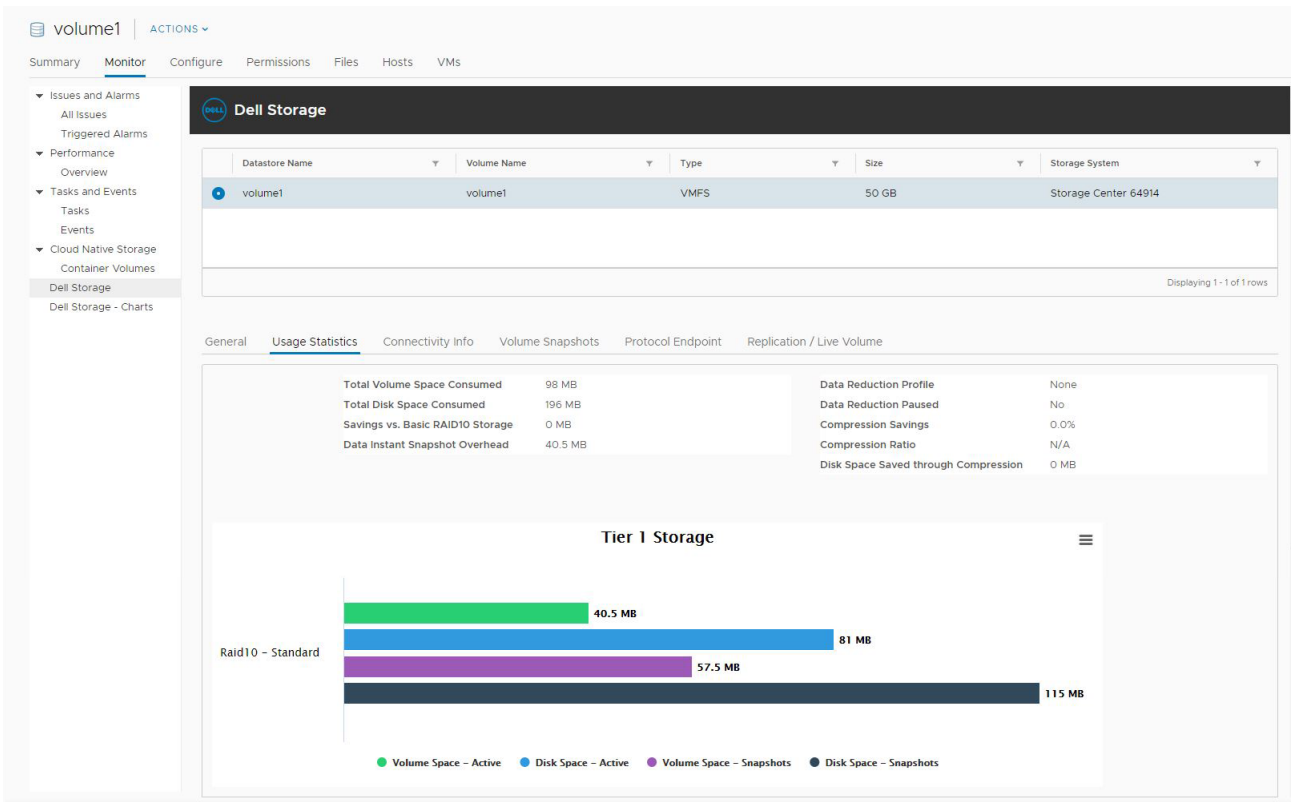 volume1 ACTIONS
Summary Monitor Configure Permissions Files Hosts VMs
Issues and Alarms
All Issues
Triggered Alarms
Performance
Overview
Tasks and Events
Tasks
Events
Cloud Native Storage
Container Volumes
Dell Storage
Dell Storage - Charts
DELL Dell Storage
Datastore Name Volume Name Type Size Storage System
volume1 volume1 VMFS 50 GB Storage Center 64914
Displaying 1 - 1 of 1 rows
General Usage Statistics Connectivity Info Volume Snapshots Protocol Endpoint Replication / Live Volume
Total Volume Space Consumed 98 MB
Total Disk Space Consumed 196 MB
Savings vs. Basic RAID10 Storage 0 MB
Data Instant Snapshot Overhead 40.5 MB
Data Reduction Profile None
Data Reduction Paused No
Compression Savings 0.0%
Compression Ratio N/A
Disk Space Saved through Compression 0 MB
Tier 1 Storage
40.5 MB
81 MB
Raid10 - Standard
57.5 MB
115 MB
Volume Space - Active Disk Space - Active Volume Space - Snapshots Disk Space - Snapshots